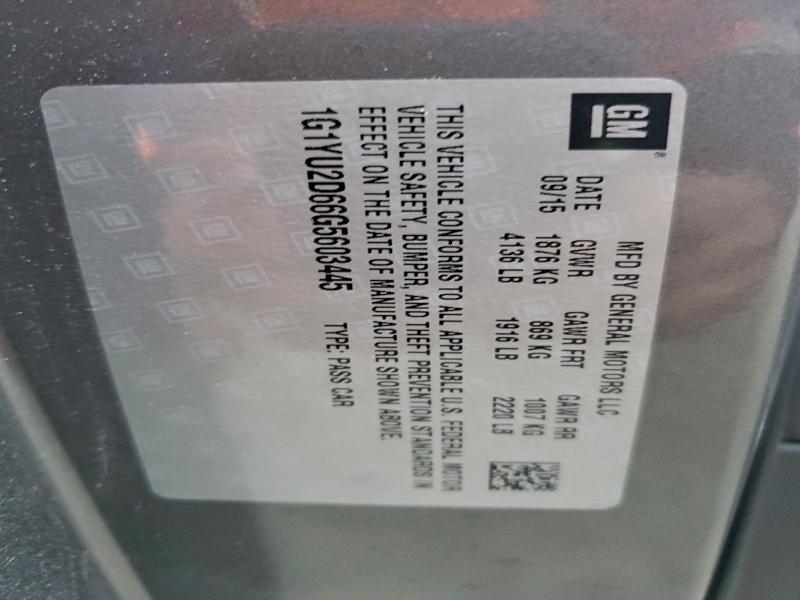 GM®
MFD BY GENERAL MOTORS LLC
DATE GVWR GAWR FRT GAWR RR
09/15 1876 KG 869 KG 1007 KG
4136 LB 1916 LB 2220 LB
THIS VEHICLE CONFORMS TO ALL APPLICABLE U.S. FEDERAL MOTOR
VEHICLE SAFETY, BUMPER, AND THEFT PREVENTION STANDARDS IN
EFFECT ON THE DATE OF MANUFACTURE SHOWN ABOVE.
1G1YU2D66G5603445 TYPE: PASS CAR